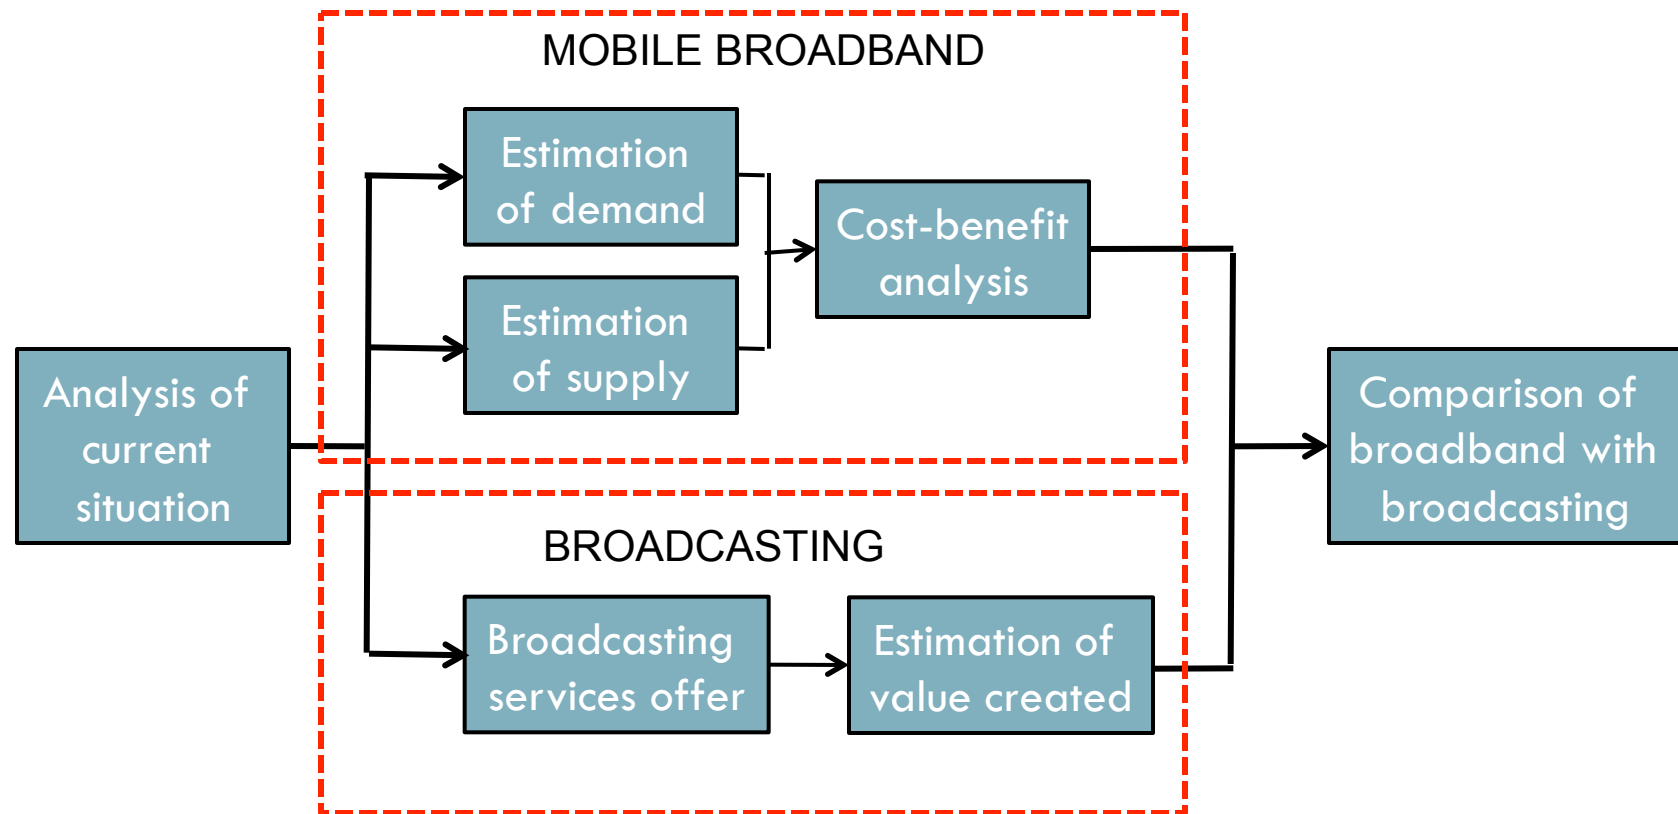 MOBILE BROADBAND
Estimation
of demand
Cost-benefit
analysis
Estimation
of supply
Analysis of
current
situation
Comparison of
broadband with
broadcasting
BROADCASTING
Broadcasting
services offer
Estimation of
value created